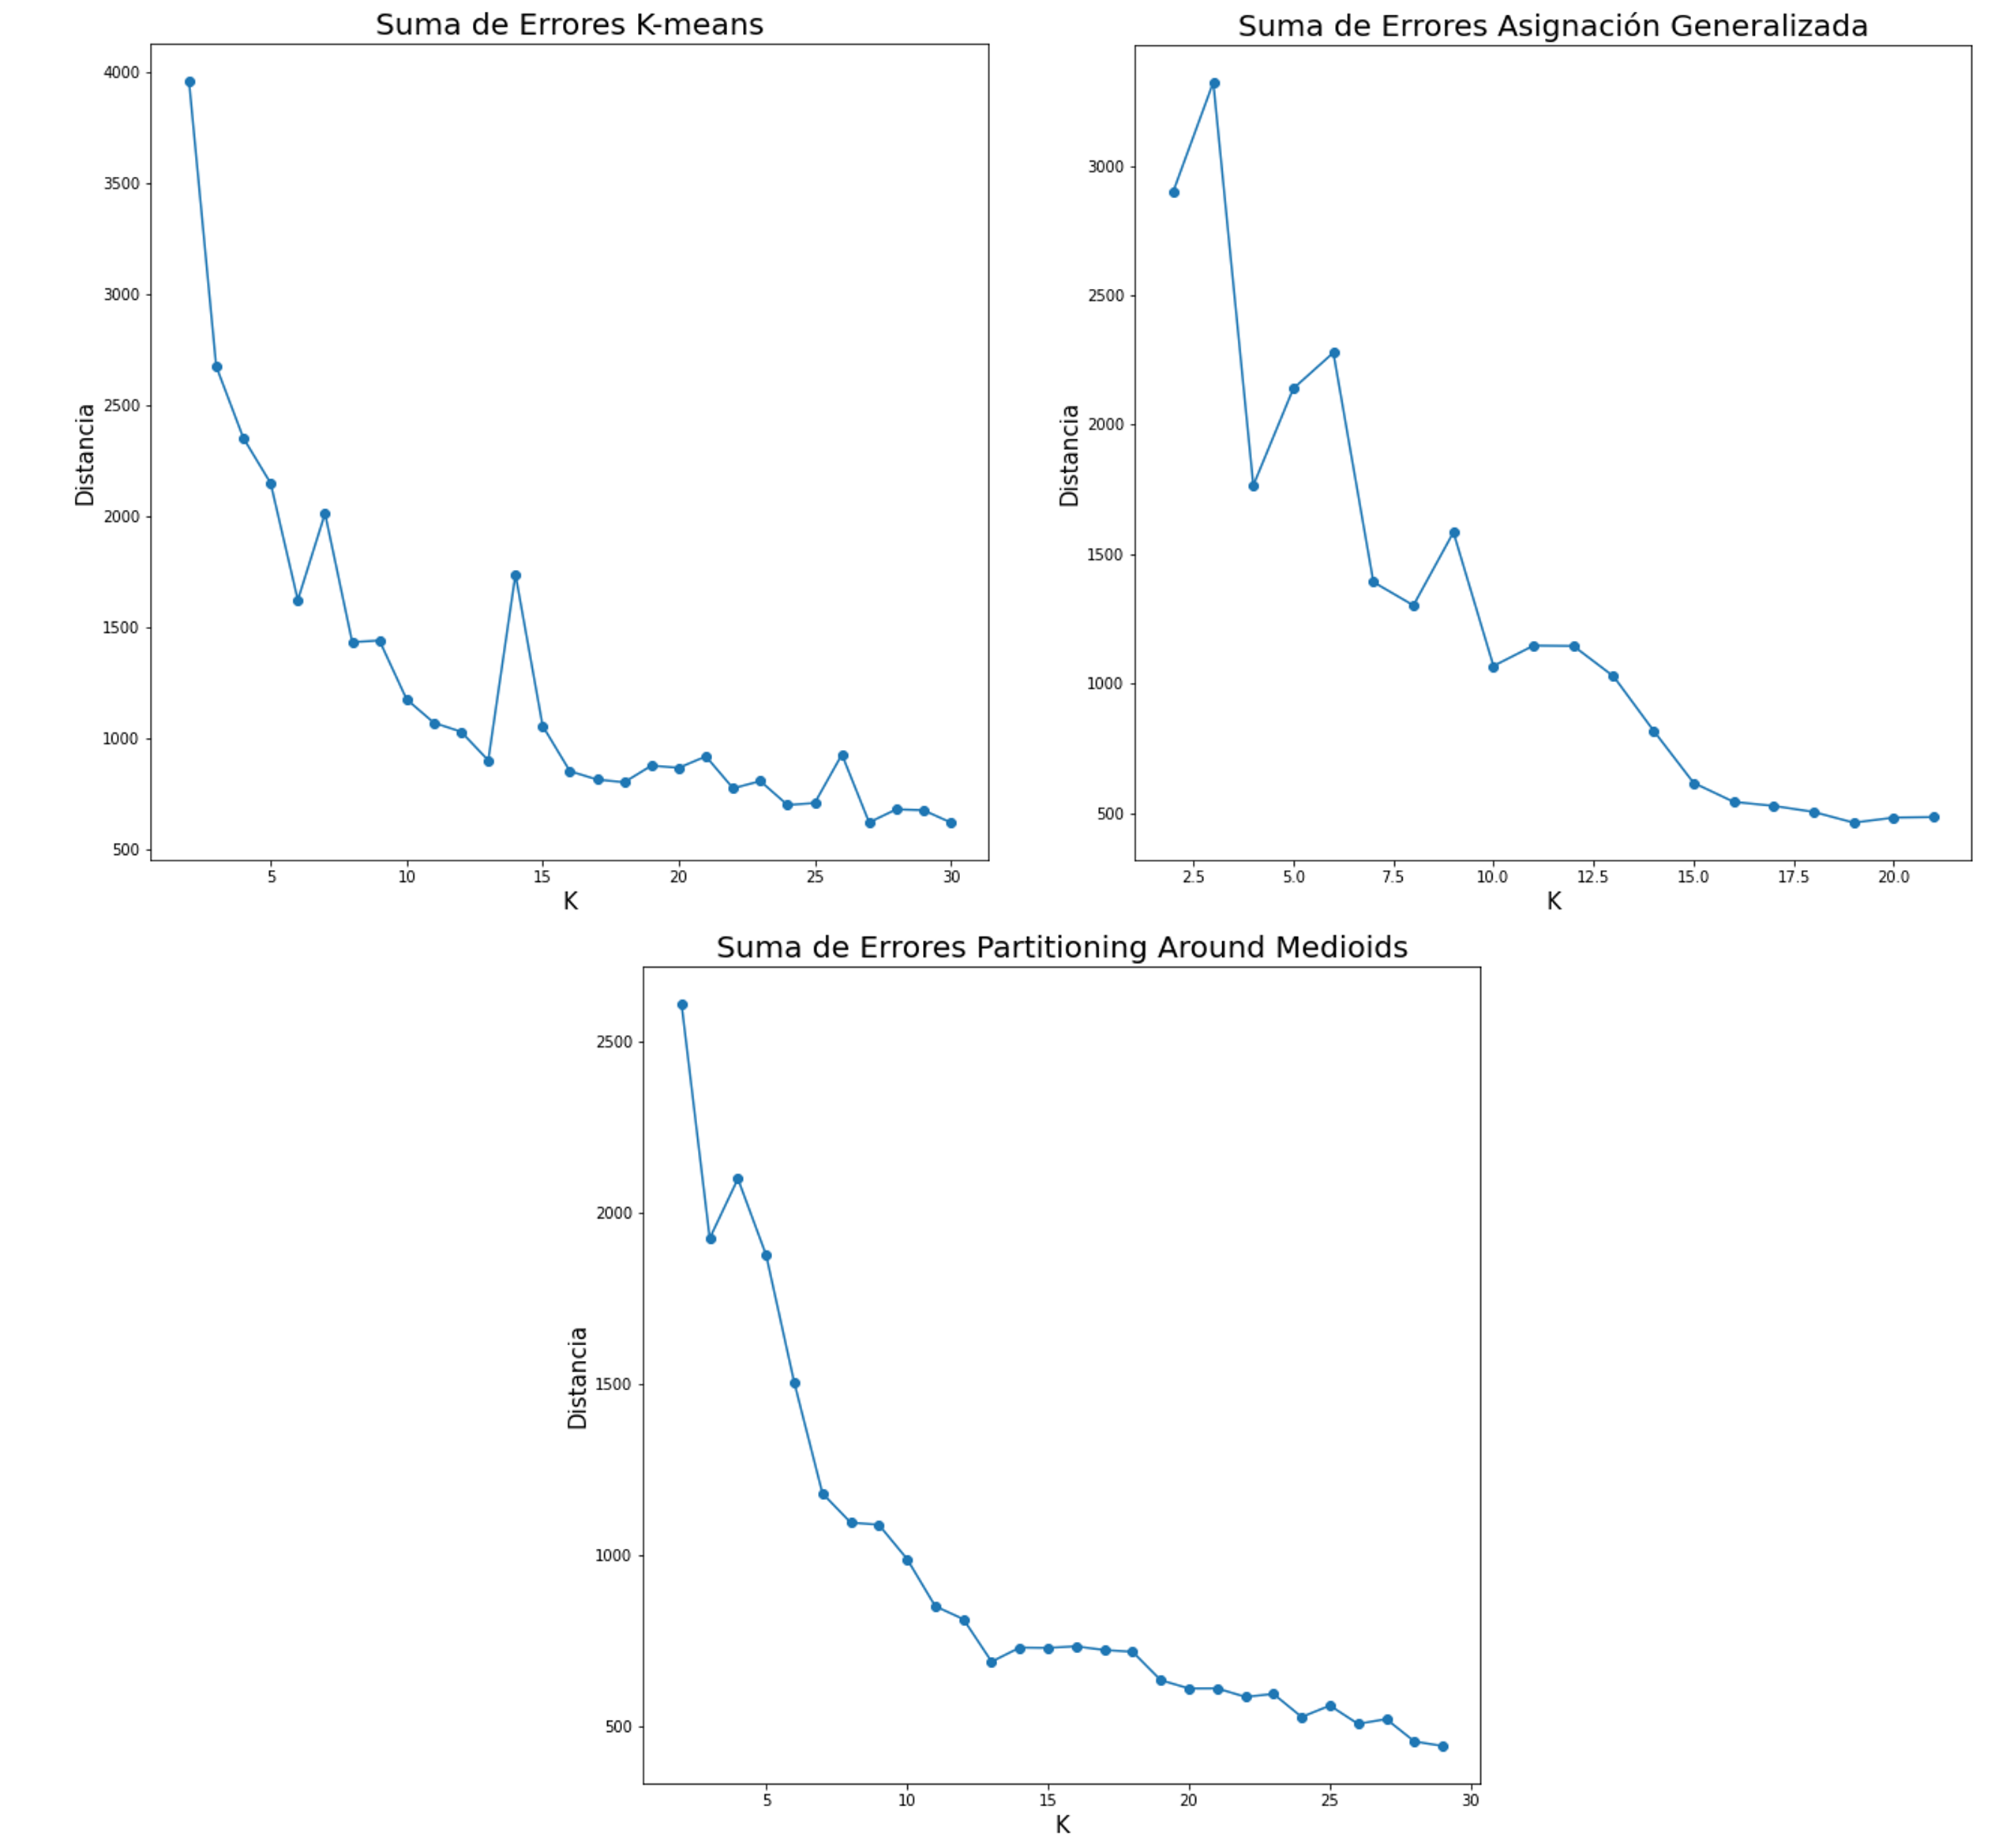 Suma de Errores K-means
4000
3500
3000
2500
2000
1500
1000
500
Distancia
5 10 15 20 25 30
K
Suma de Errores Asignación Generalizada
3000
2500
2000
1500
1000
500
Distancia
2.5 5.0 7.5 10.0 12.5 15.0 17.5 20.0
K
Suma de Errores Partitioning Around Medioids
2500
2000
1500
1000
500
Distancia
5 10 15 20 25 30
K